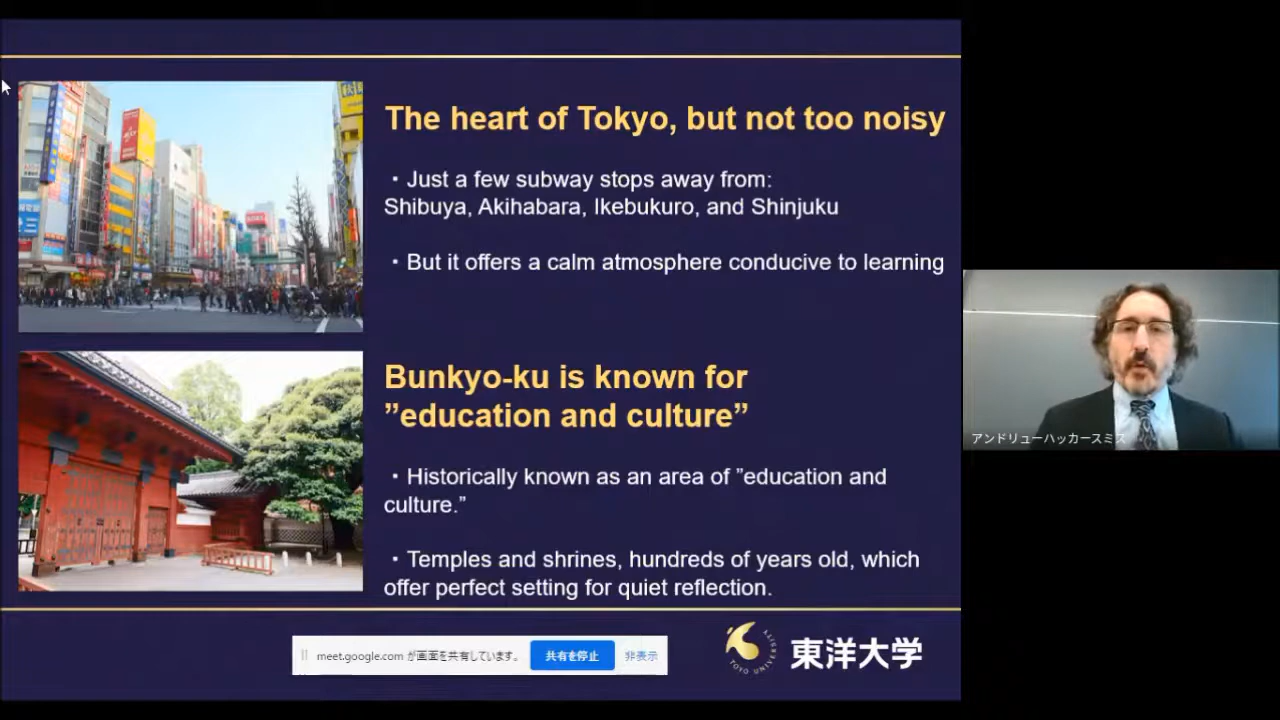 The heart of Tokyo, but not too noisy
・Just a few subway stops away from:
Shibuya, Akihabara, Ikebukuro, and Shinjuku
・But it offers a calm atmosphere conducive to learning
Bunkyo-ku is known for
”education and culture”
・Historically known as an area of ”education and
culture.”
・Temples and shrines, hundreds of years old, which
offer perfect setting for quiet reflection.
meet.google.com が画面を共有しています。
共有を停止
非表示
TOYO UNIVERSITY
東洋大学
アンドリューハッカースミス